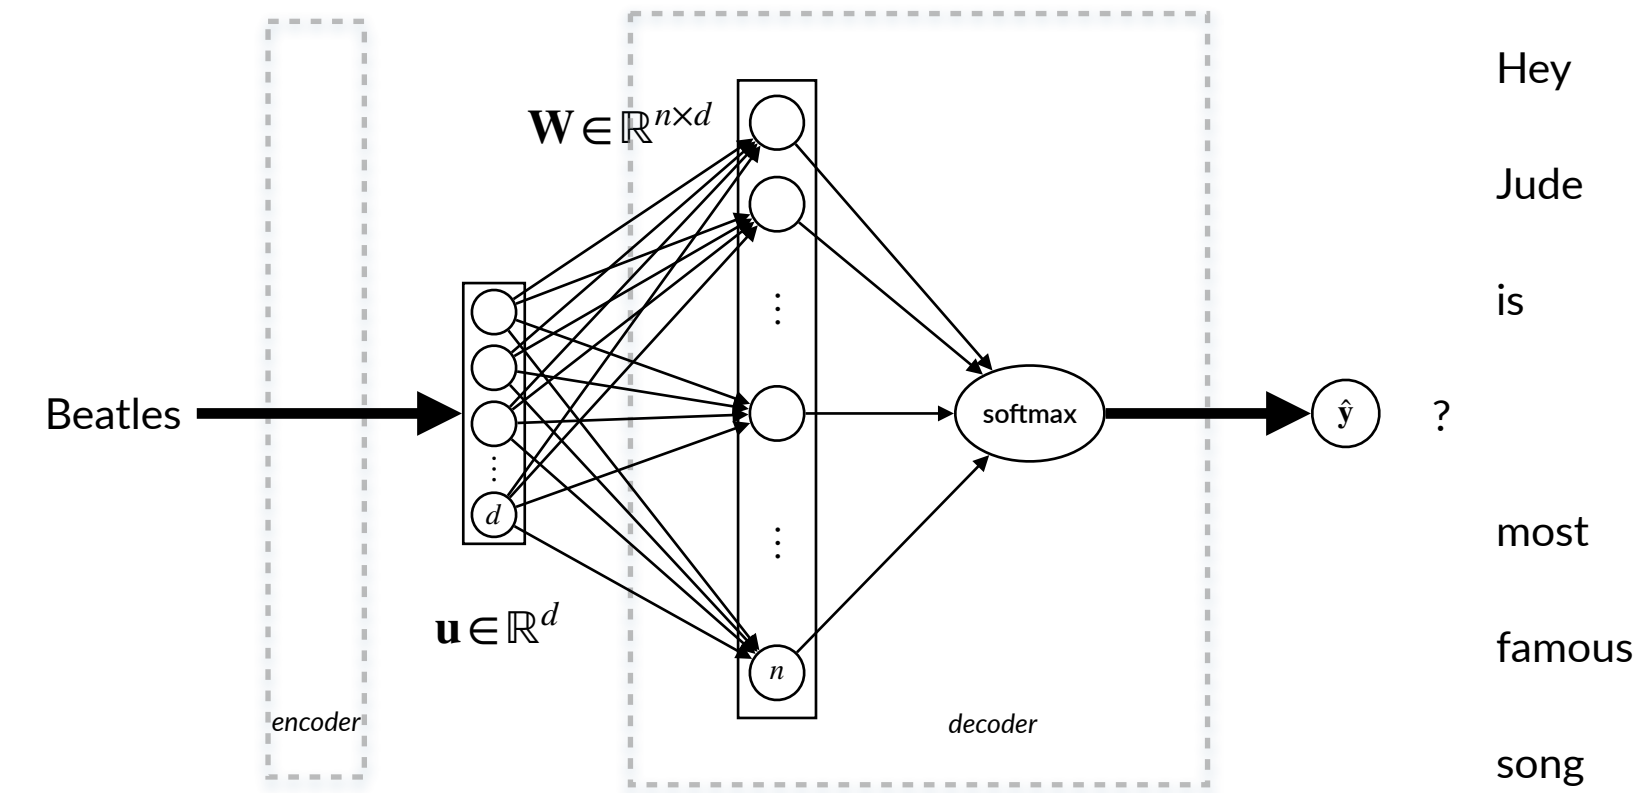 W ∈ ℝ^{n×d}
Beatles
d
u ∈ ℝ^d
encoder
⋮
⋮
⋮
n
softmax
decoder
ŷ
?
Hey
Jude
is
most
famous
song